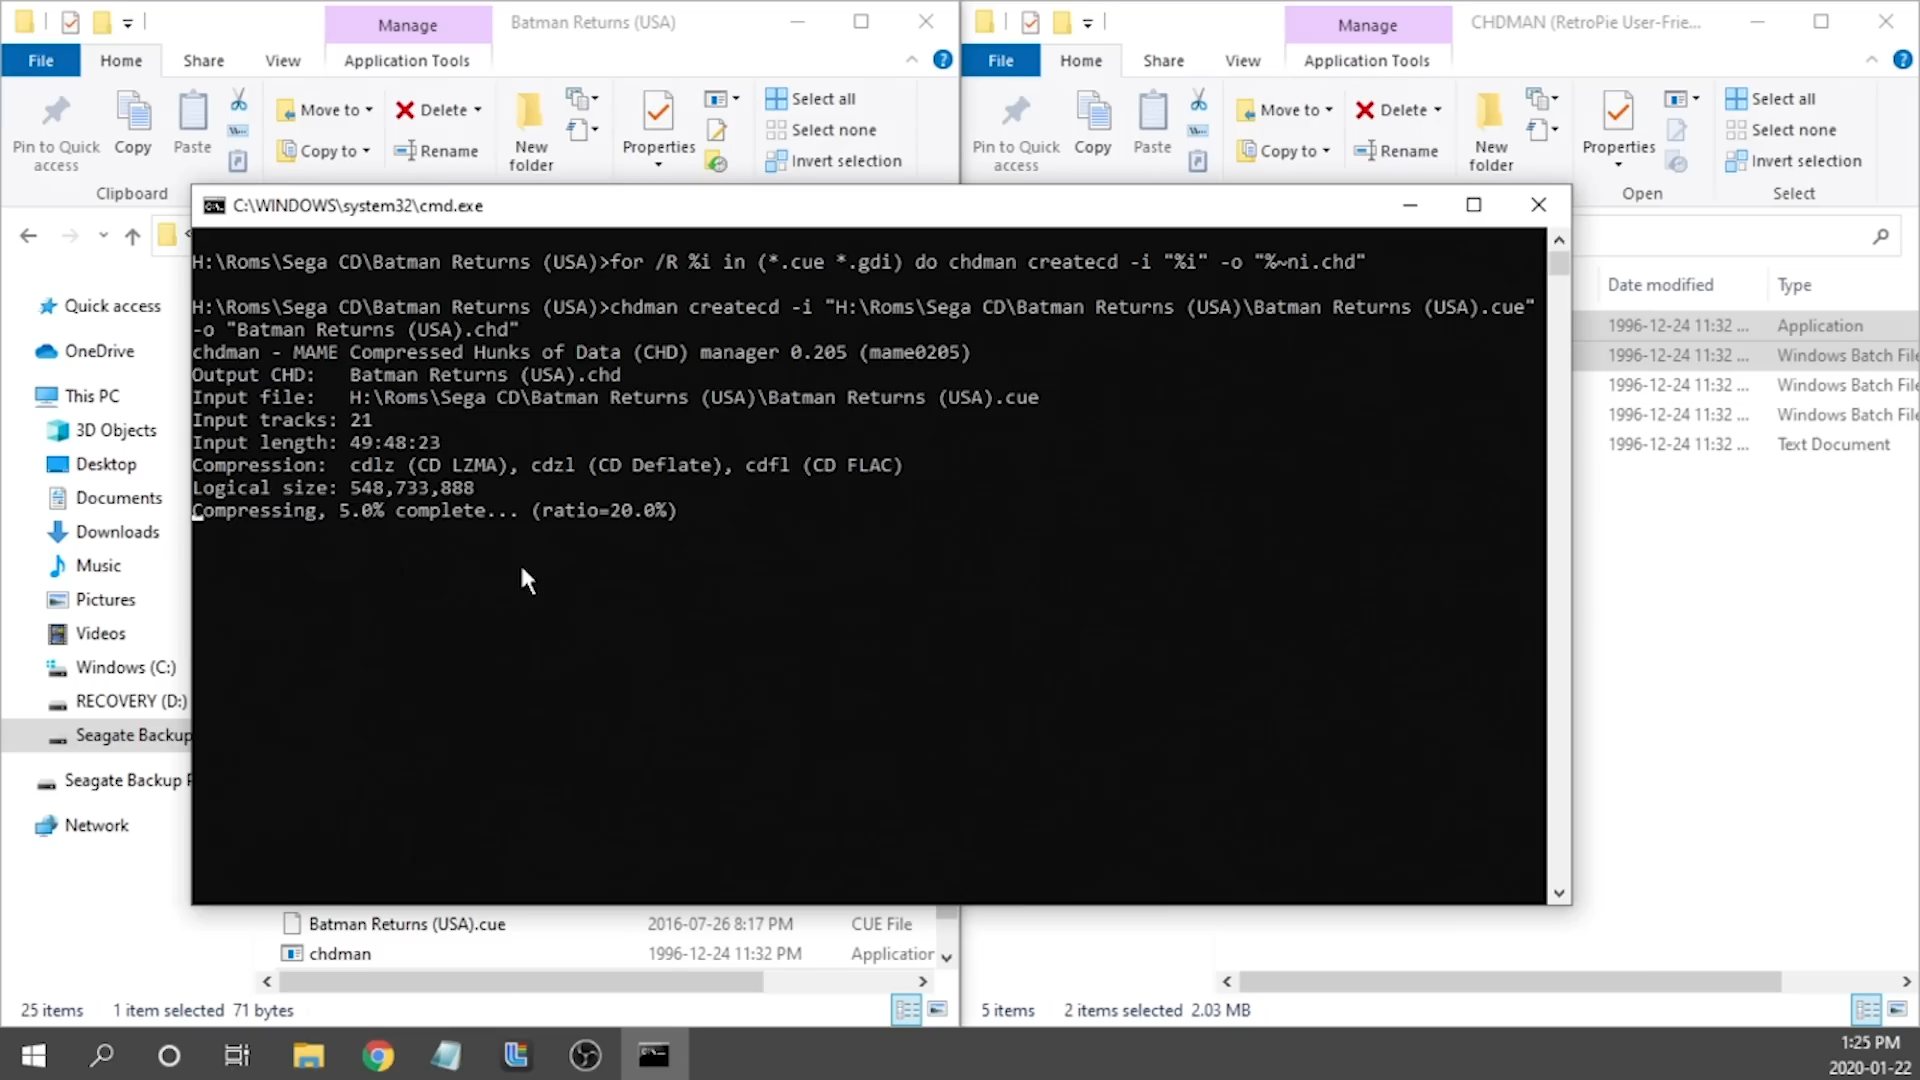 Manage
Batman Returns (USA)
File
Home
Share
View
Application Tools
Pin to Quick
access
Copy
Paste
Move to
Copy to
Delete
Rename
New
folder
Properties
Select all
Select none
Invert selection
Clipboard
Manage
CHDMAN (RetroPie User-Frie...
File
Home
Share
View
Application Tools
Pin to Quick
access
Copy
Paste
Move to
Copy to
Delete
Rename
New
folder
Properties
Select all
Select none
Invert selection
Open
Select
C:\WINDOWS\system32\cmd.exe
H:\Roms\Sega CD\Batman Returns (USA)>for /R %i in (*.cue *.gdi) do chdman createcd -i "%i" -o "%~ni.chd"
H:\Roms\Sega CD\Batman Returns (USA)>chdman createcd -i "H:\Roms\Sega CD\Batman Returns (USA)\Batman Returns (USA).cue"
-o "Batman Returns (USA).chd"
chdman - MAME Compressed Hunks of Data (CHD) manager 0.205 (mame0205)
Output CHD:   Batman Returns (USA).chd
Input file:   H:\Roms\Sega CD\Batman Returns (USA)\Batman Returns (USA).cue
Input tracks: 21
Input length: 49:48:23
Compression:  cdlz (CD LZMA), cdzl (CD Deflate), cdfl (CD FLAC)
Logical size: 548,733,888
Compressing, 5.0% complete... (ratio=20.0%)
Quick access
OneDrive
This PC
3D Objects
Desktop
Documents
Downloads
Music
Pictures
Videos
Windows (C:)
RECOVERY (D:)
Seagate Backup
Seagate Backup
Network
Date modified
Type
1996-12-24 11:32 ...
Application
1996-12-24 11:32 ...
Windows Batch File
1996-12-24 11:32 ...
Windows Batch File
1996-12-24 11:32 ...
Windows Batch File
1996-12-24 11:32 ...
Text Document
Batman Returns (USA).cue
2016-07-26 8:17 PM
CUE File
chdman
1996-12-24 11:32 PM
Application
25 items
1 item selected 71 bytes
5 items
2 items selected 2.03 MB
1:25 PM
2020-01-22